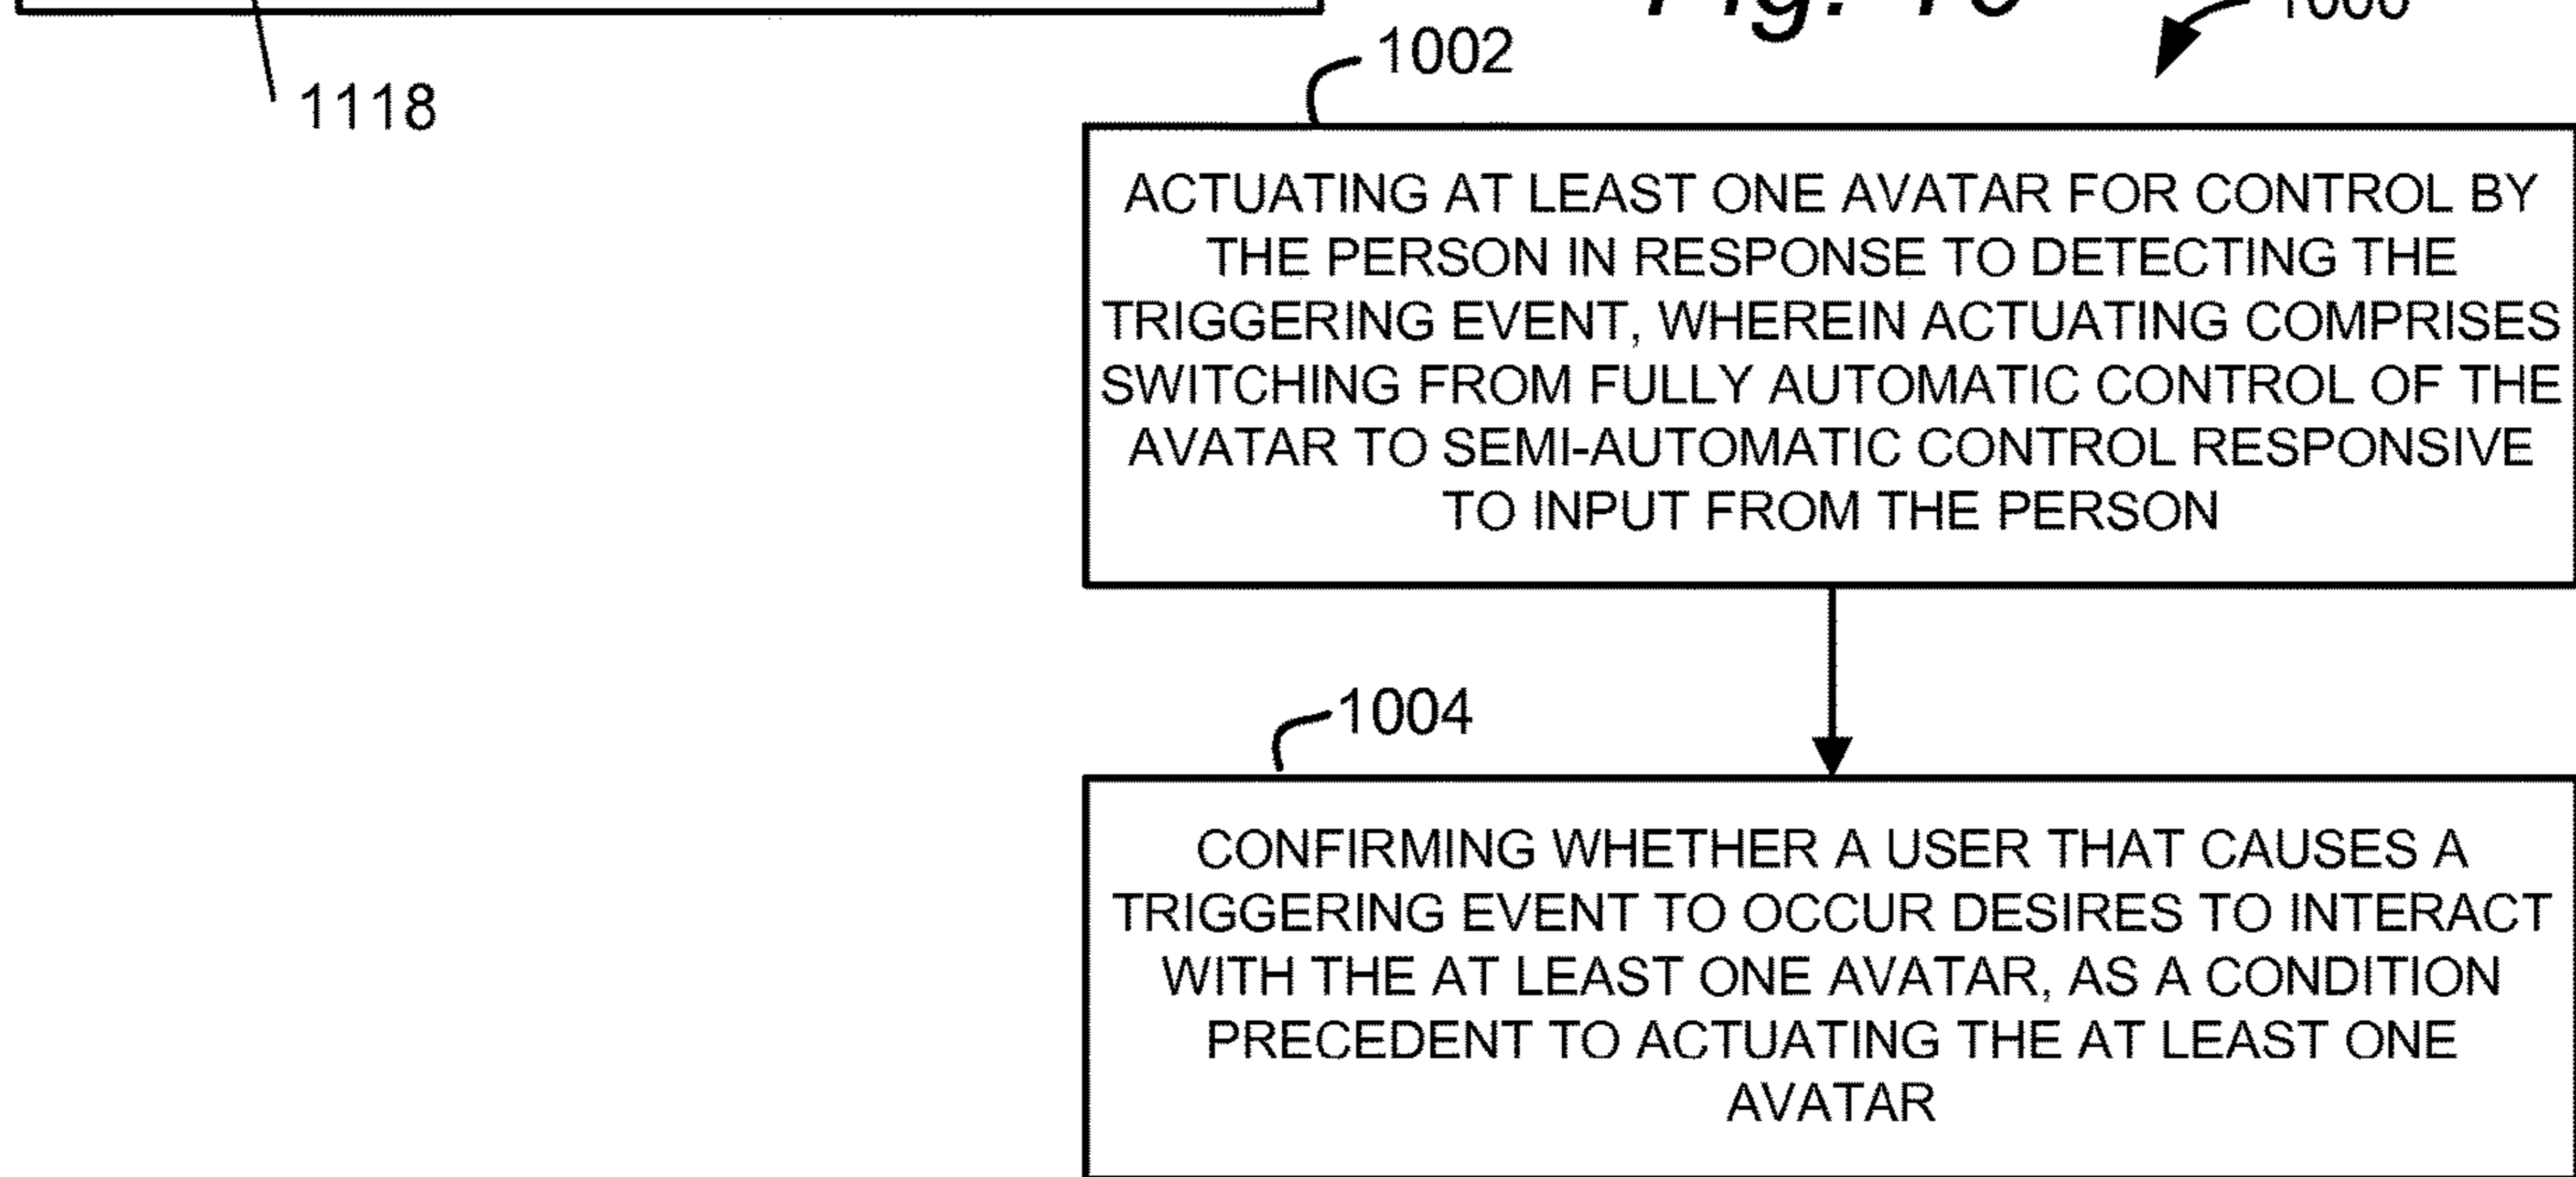 Fig. 10
1000
1002
1118
ACTUATING AT LEAST ONE AVATAR FOR CONTROL BY
THE PERSON IN RESPONSE TO DETECTING THE
TRIGGERING EVENT, WHEREIN ACTUATING COMPRISES
SWITCHING FROM FULLY AUTOMATIC CONTROL OF THE
AVATAR TO SEMI-AUTOMATIC CONTROL RESPONSIVE
TO INPUT FROM THE PERSON
1004
CONFIRMING WHETHER A USER THAT CAUSES A
TRIGGERING EVENT TO OCCUR DESIRES TO INTERACT
WITH THE AT LEAST ONE AVATAR, AS A CONDITION
PRECEDENT TO ACTUATING THE AT LEAST ONE
AVATAR